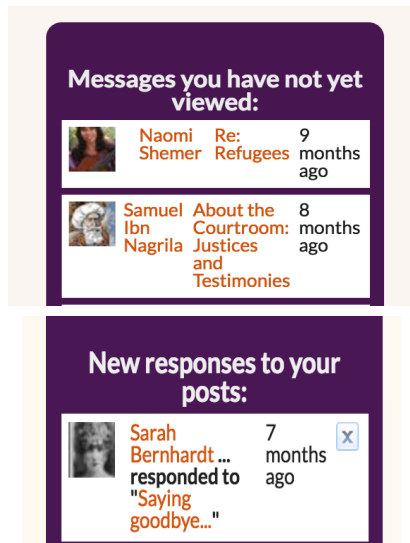 Messages you have not yet
viewed:
Naomi Re: 9
Shemer Refugees months
ago
Samuel About the 8
Ibn Courtroom: months
Nagrila Justices ago
and
Testimonies
New responses to your
posts:
Sarah 7 x
Bernhardt ... months
responded to ago
"Saying
goodbye..."